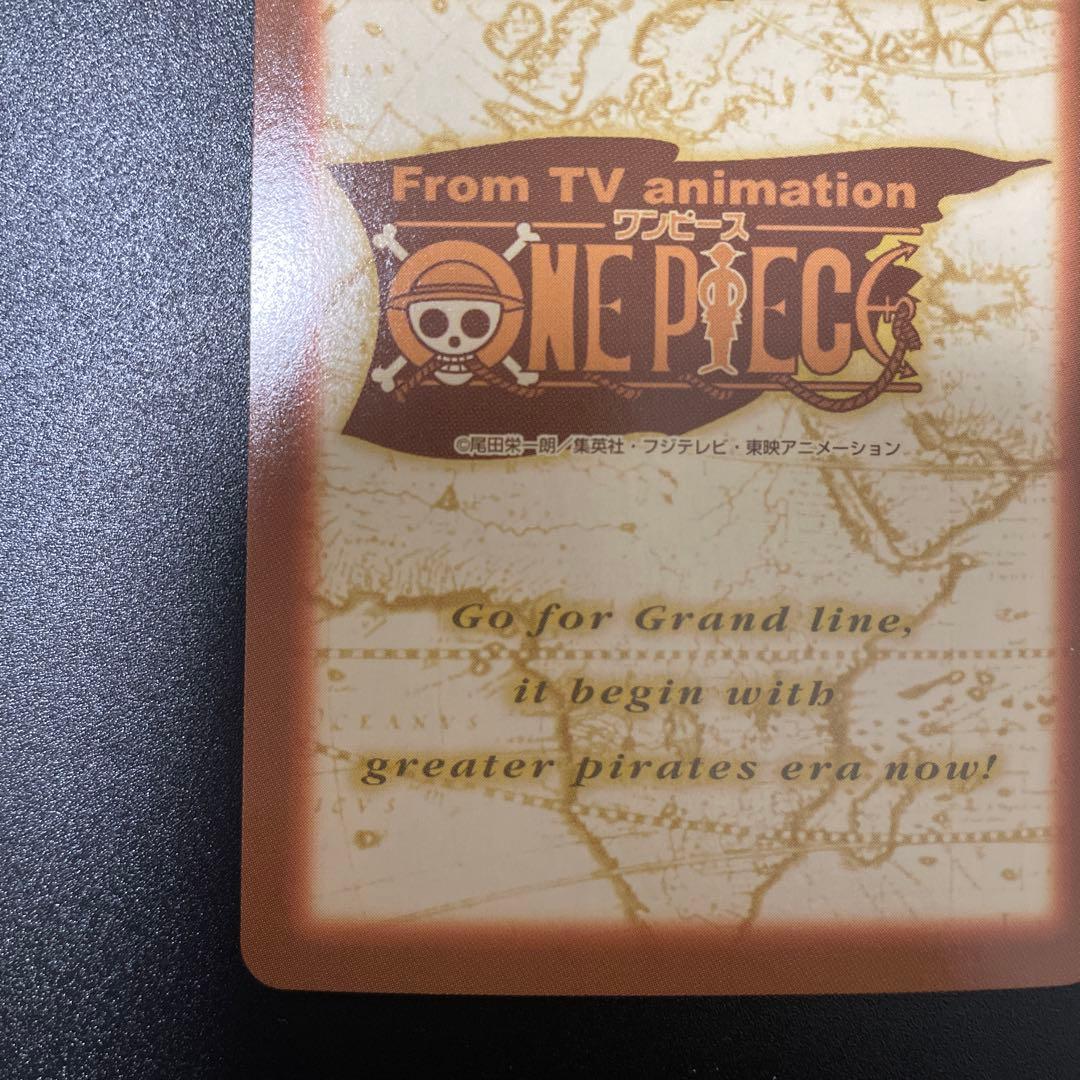 From TV animation
ワンピース
ONE PIECE
©尾田栄一朗／集英社・フジテレビ・東映アニメーション
Go for Grand line,
it begin with
OCEANVS
greater pirates era now!